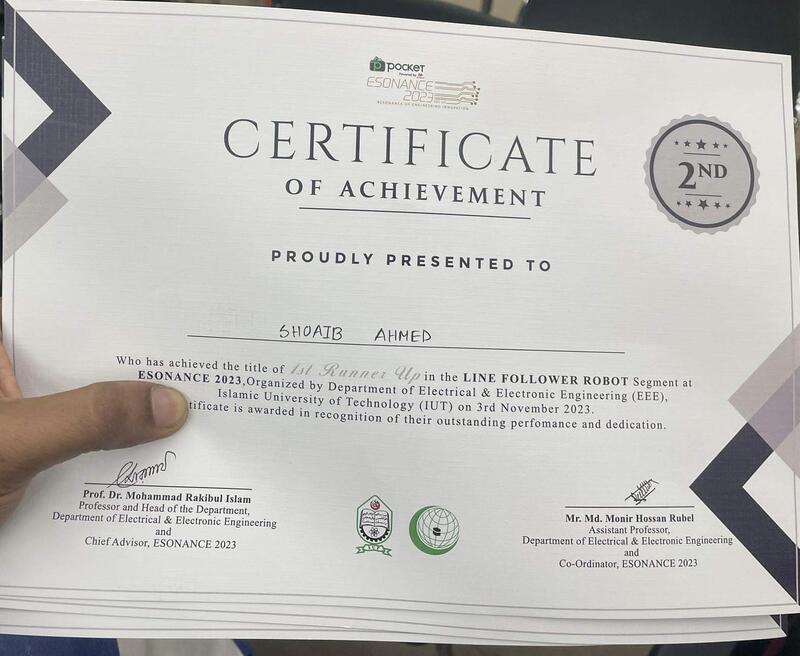 pocket
Powered by
ESONANCE
2023
RESONANCE OF ENGINEERING INNOVATION
CERTIFICATE
OF ACHIEVEMENT
2ND
PROUDLY PRESENTED TO
SHOAIB AHMED
Who has achieved the title of 1st Runner Up in the LINE FOLLOWER ROBOT Segment at
ESONANCE 2023,Organized by Department of Electrical & Electronic Engineering (EEE),
Islamic University of Technology (IUT) on 3rd November 2023.
is awarded in recognition of their outstanding perfomance and dedication.
Prof. Dr. Mohammad Rakibul Islam
Professor and Head of the Department,
Department of Electrical & Electronic Engineering
and
Chief Advisor, ESONANCE 2023
IUT
Mr. Md. Monir Hossan Rubel
Assistant Professor,
Department of Electrical & Electronic Engineering
and
Co-Ordinator, ESONANCE 2023